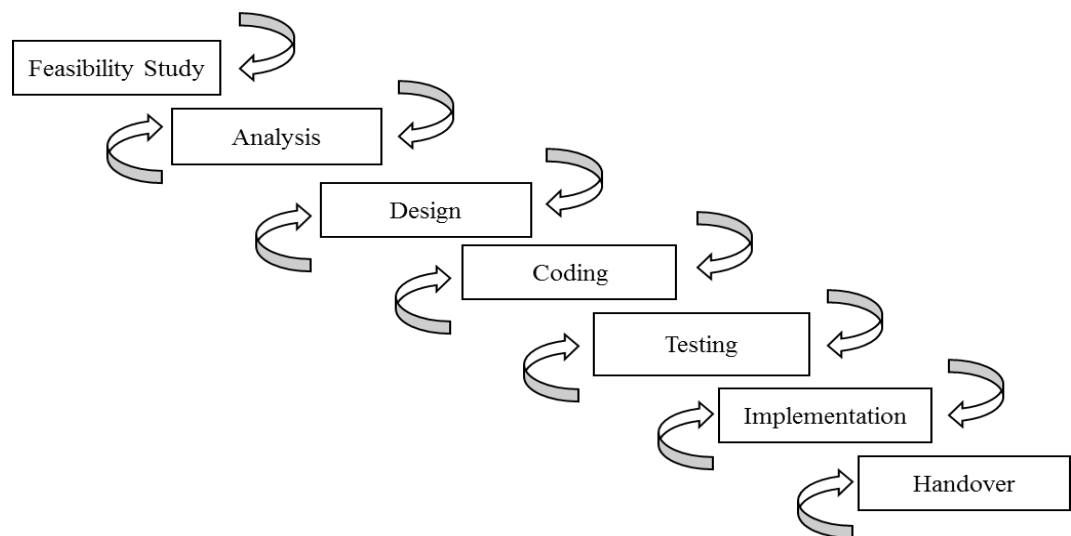 Feasibility Study
Analysis
Design
Coding
Testing
Implementation
Handover